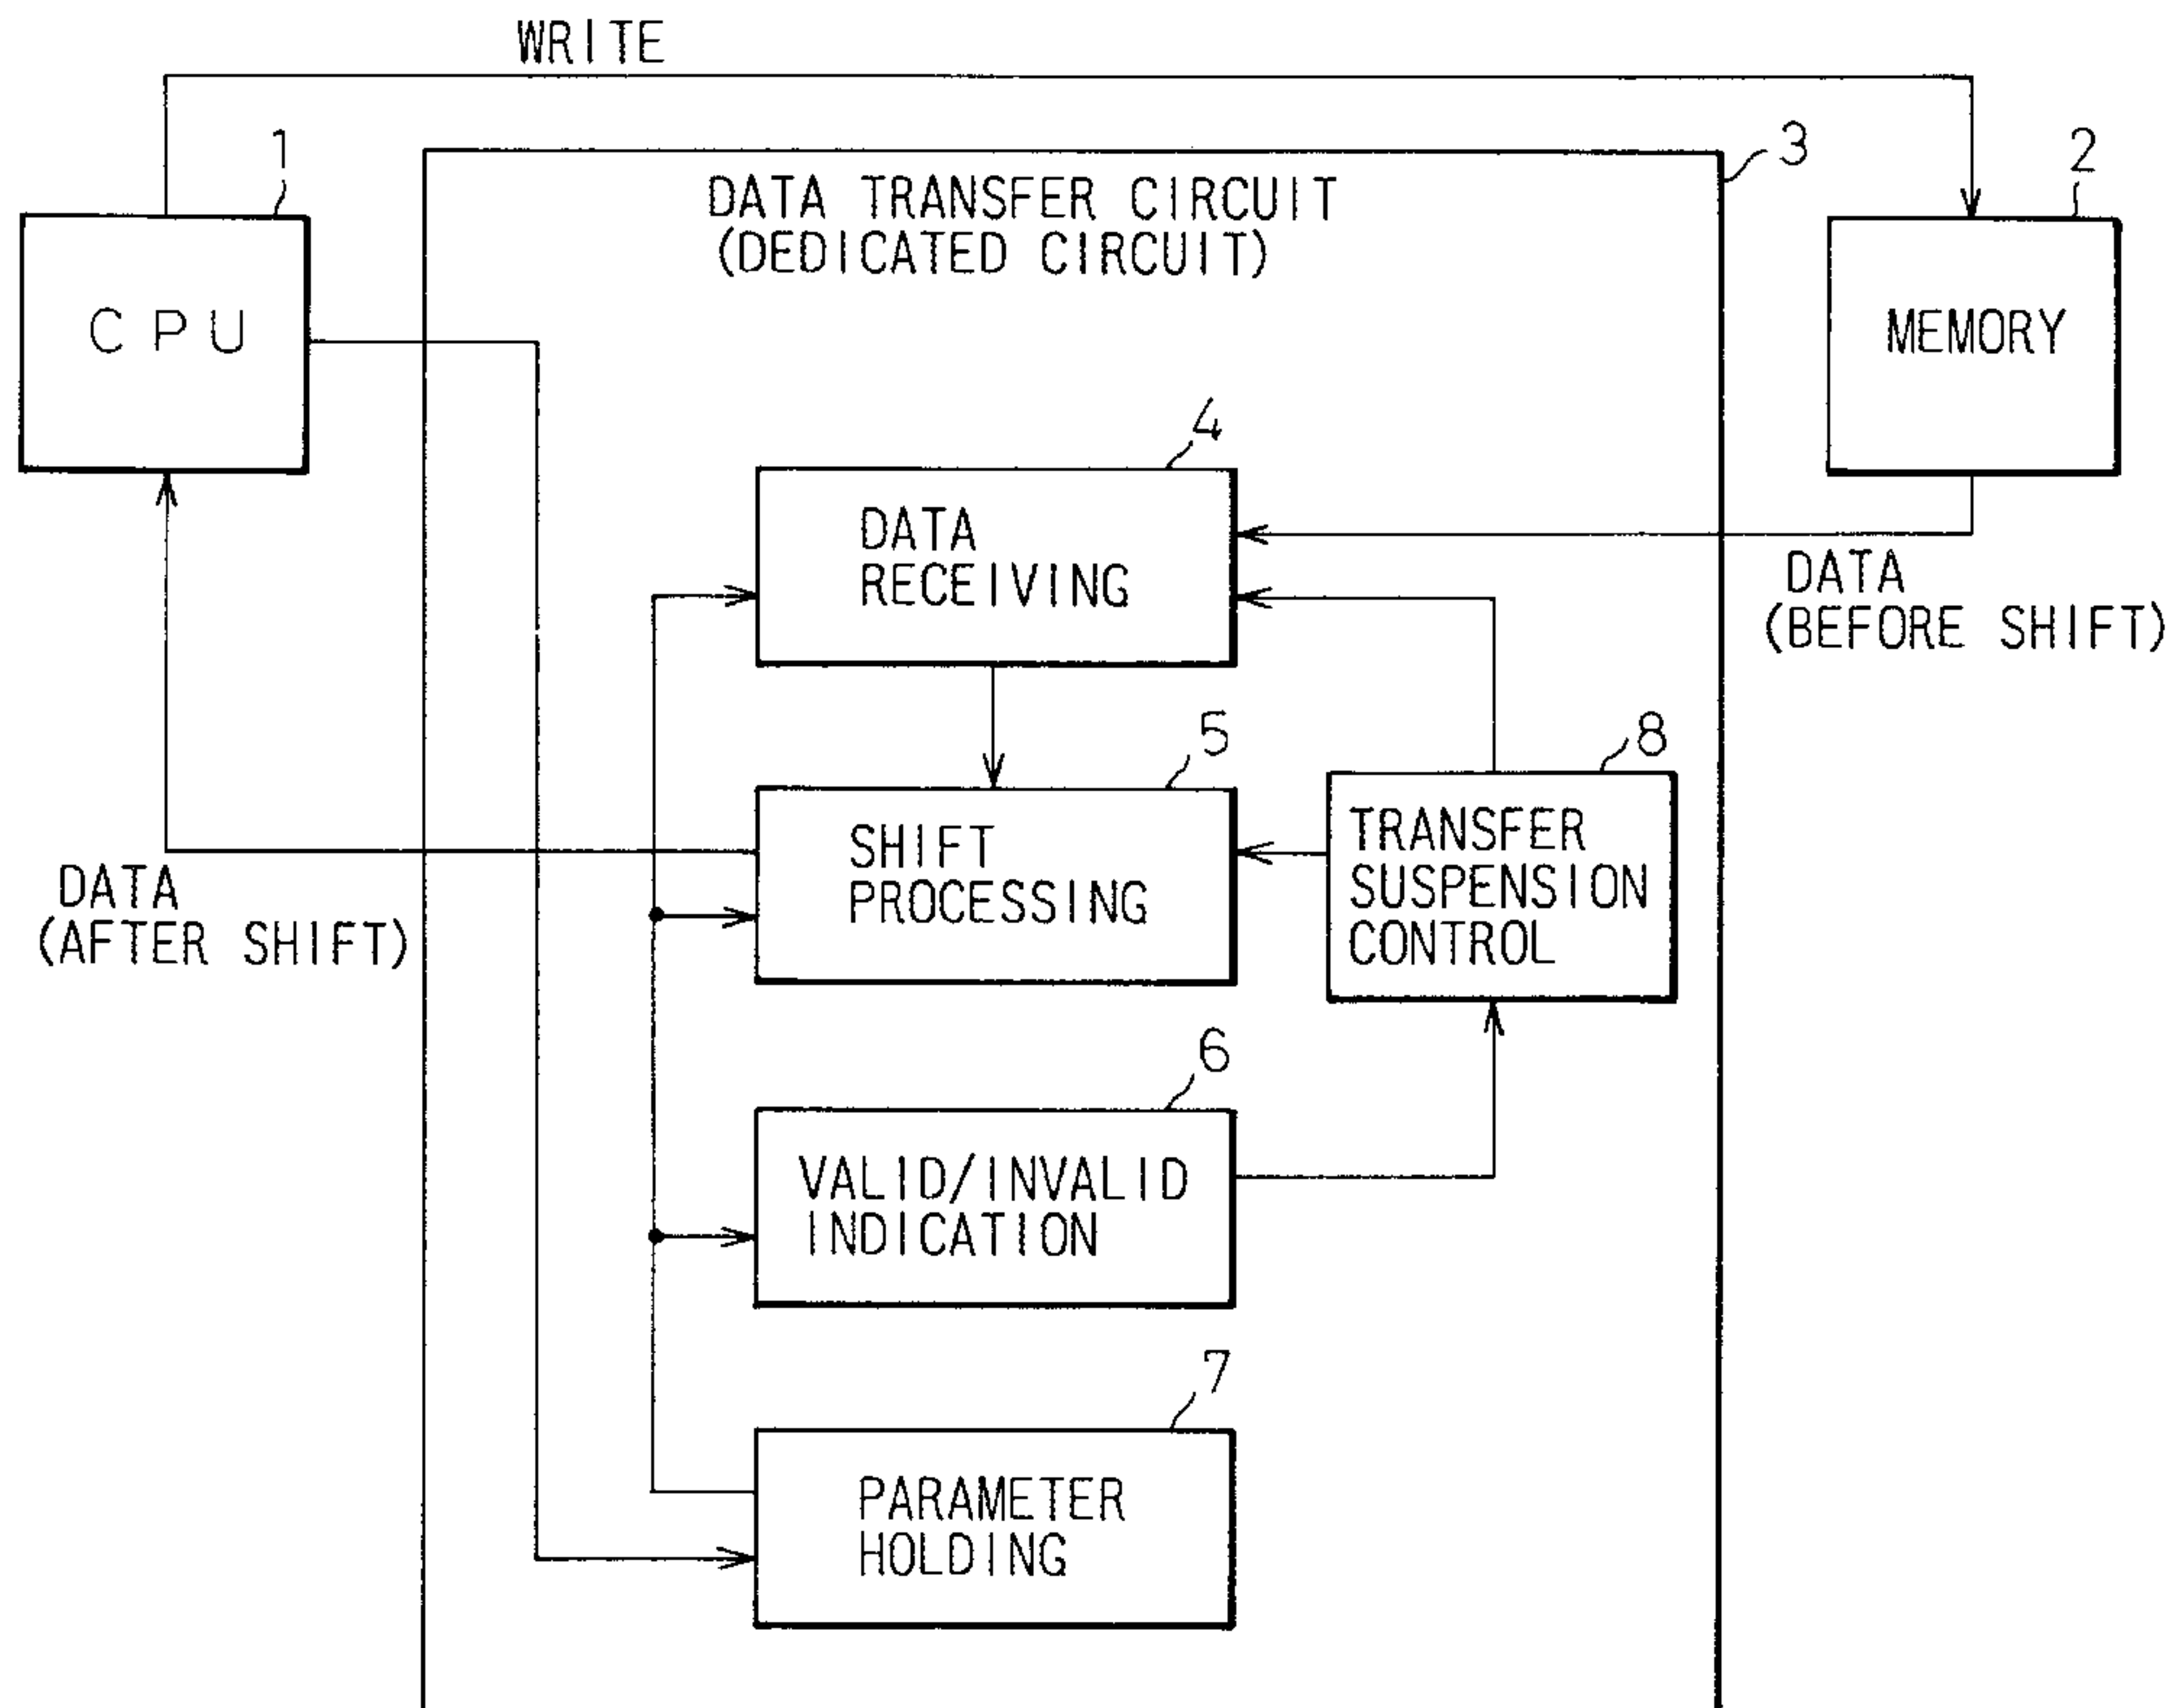 WRITE
1
3
2
DATA TRANSFER CIRCUIT
(DEDICATED CIRCUIT)
CPU
MEMORY
4
DATA
RECEIVING
DATA
(BEFORE SHIFT)
5
8
SHIFT
PROCESSING
TRANSFER
SUSPENSION
CONTROL
DATA
(AFTER SHIFT)
6
VALID/INVALID
INDICATION
7
PARAMETER
HOLDING